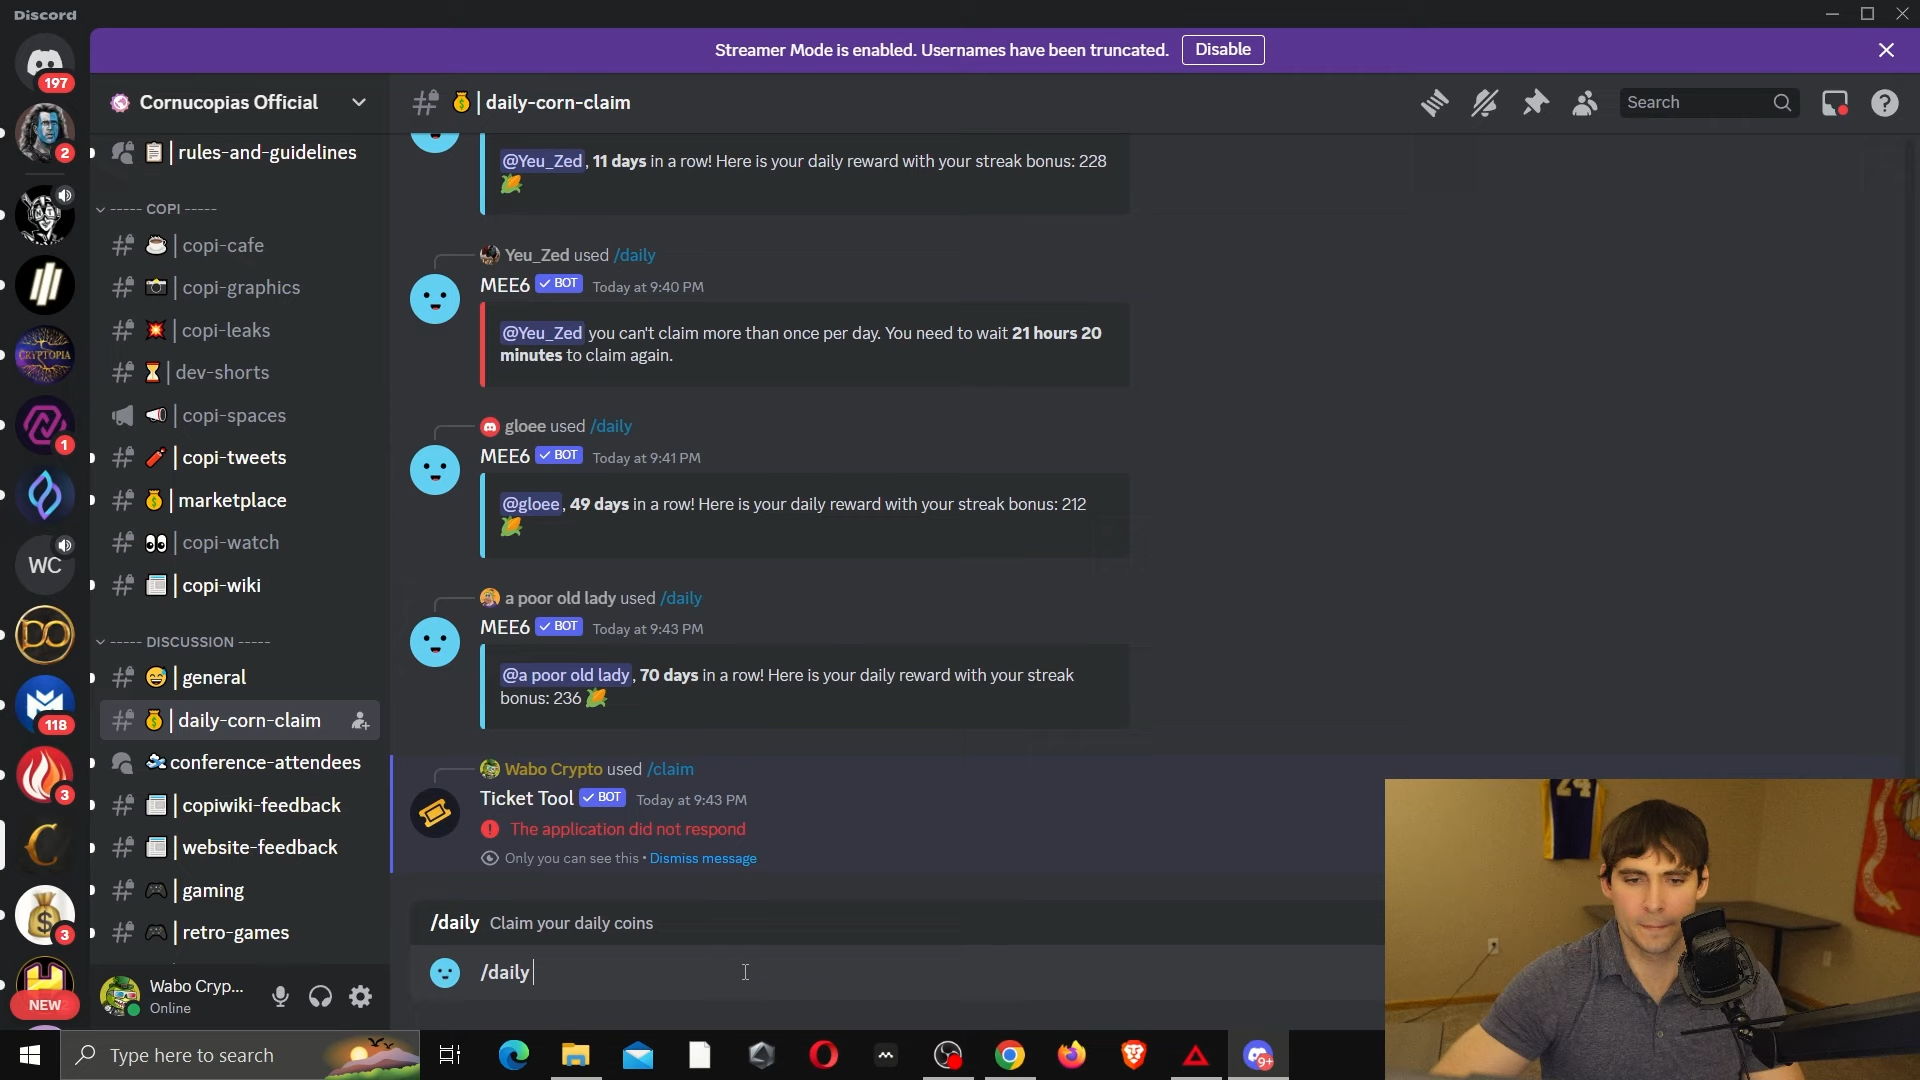 Discord
Streamer Mode is enabled. Usernames have been truncated.
Disable
197
Cornucopias Official
| daily-corn-claim
Search
2
| rules-and-guidelines
----- COPI -----
| copi-cafe
| copi-graphics
| copi-leaks
| dev-shorts
| copi-spaces
| copi-tweets
| marketplace
| copi-watch
| copi-wiki
----- DISCUSSION -----
| general
| daily-corn-claim
conference-attendees
| copiwiki-feedback
| website-feedback
| gaming
| retro-games
CRYPTOPIA
1
WC
DO
118
3
C
3
NEW
Wabo Cryp...
Online
@Yeu_Zed, 11 days in a row! Here is your daily reward with your streak bonus: 228
Yeu_Zed used /daily
MEE6 BOT Today at 9:40 PM
@Yeu_Zed you can't claim more than once per day. You need to wait 21 hours 20
minutes to claim again.
gloee used /daily
MEE6 BOT Today at 9:41 PM
@gloee, 49 days in a row! Here is your daily reward with your streak bonus: 212
a poor old lady used /daily
MEE6 BOT Today at 9:43 PM
@a poor old lady, 70 days in a row! Here is your daily reward with your streak
bonus: 236
Wabo Crypto used /claim
Ticket Tool BOT Today at 9:43 PM
The application did not respond
Only you can see this • Dismiss message
/daily Claim your daily coins
/daily
24
Type here to search
9+